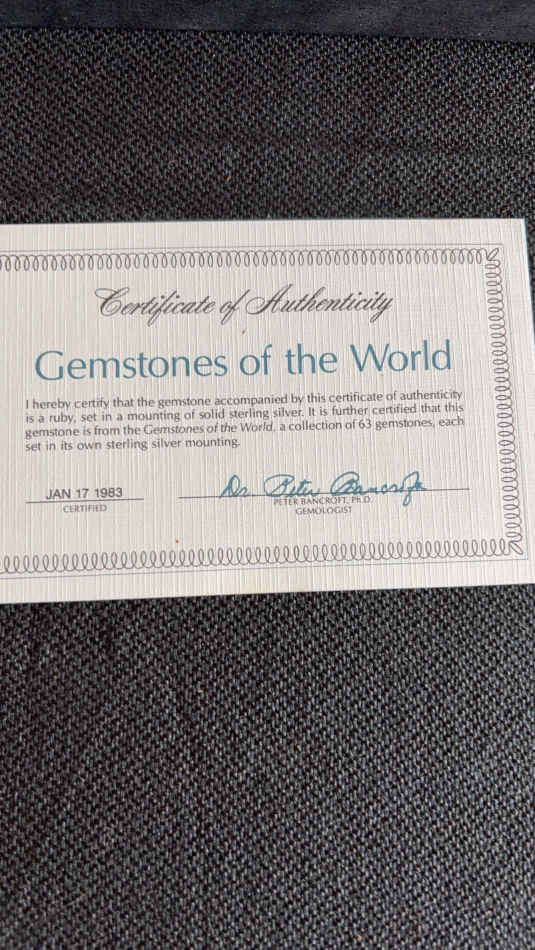 Certificate of Authenticity
Gemstones of the World
I hereby certify that the gemstone accompanied by this certificate of authenticity
is a ruby, set in a mounting of solid sterling silver. It is further certified that this
gemstone is from the Gemstones of the World, a collection of 63 gemstones, each
set in its own sterling silver mounting.
JAN 17 1983
CERTIFIED
Dr. Peter Bancroft
PETER BANCROFT, Ph.D.
GEMOLOGIST